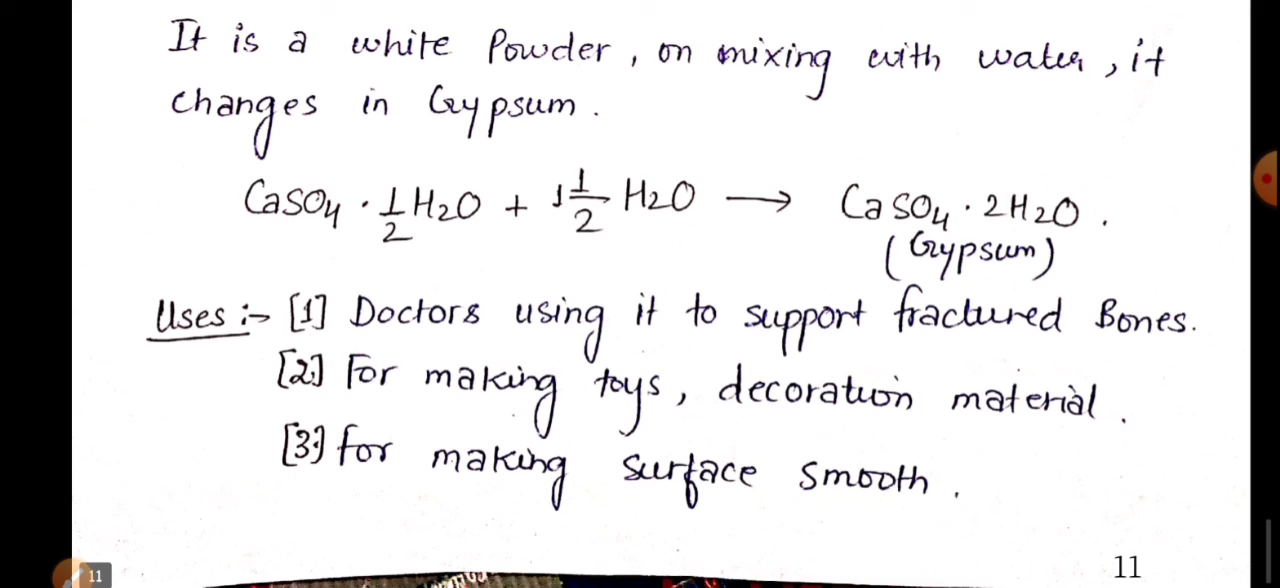 It is a white Powder, on mixing with water, it
changes in Gypsum.
CaSO4 · 1/2 H2O + 1 1/2 H2O → CaSO4 · 2H2O.
(Gypsum)
Uses :- [1] Doctors using it to support fractured Bones.
[2] For making toys, decoration material.
[3] for making surface smooth.
11
11